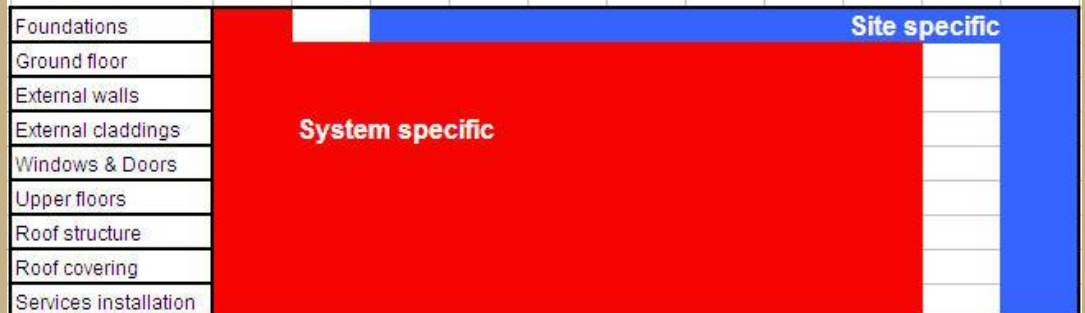 Foundations
Site specific
Ground floor
External walls
External claddings
System specific
Windows & Doors
Upper floors
Roof structure
Roof covering
Services installation